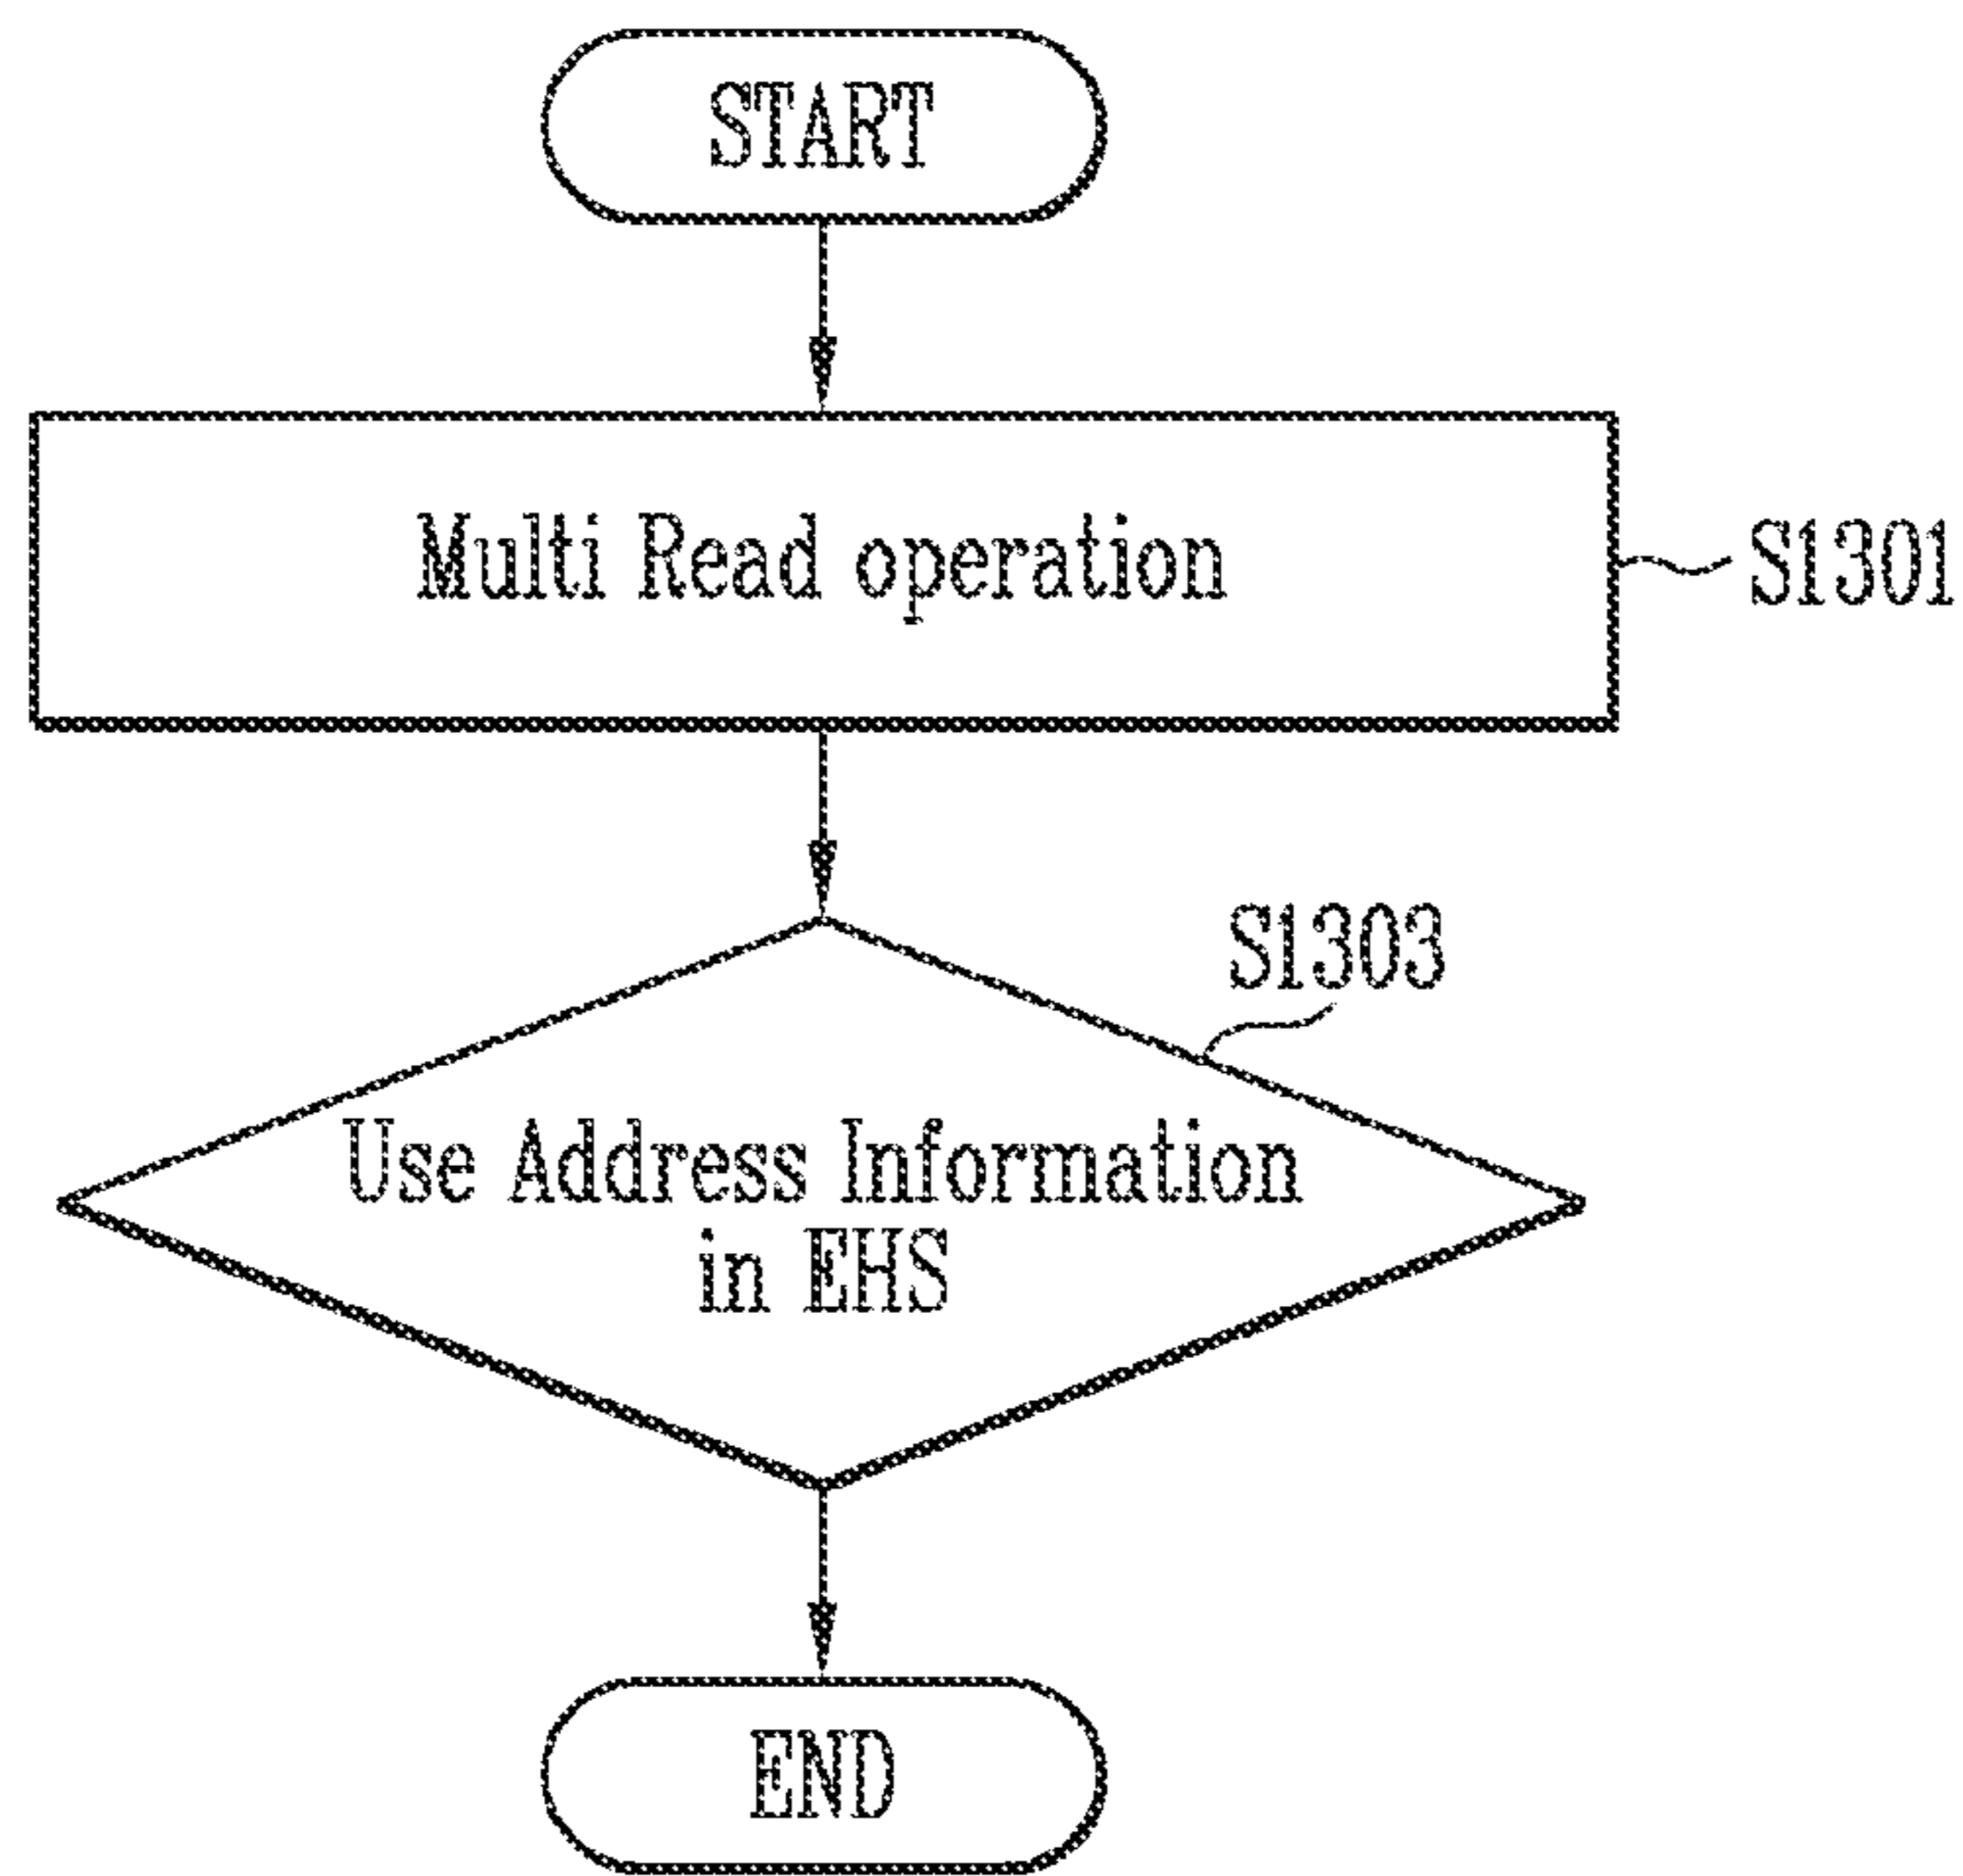 START
Multi Read operation
S1301
S1303
Use Address Information
in EHS
END